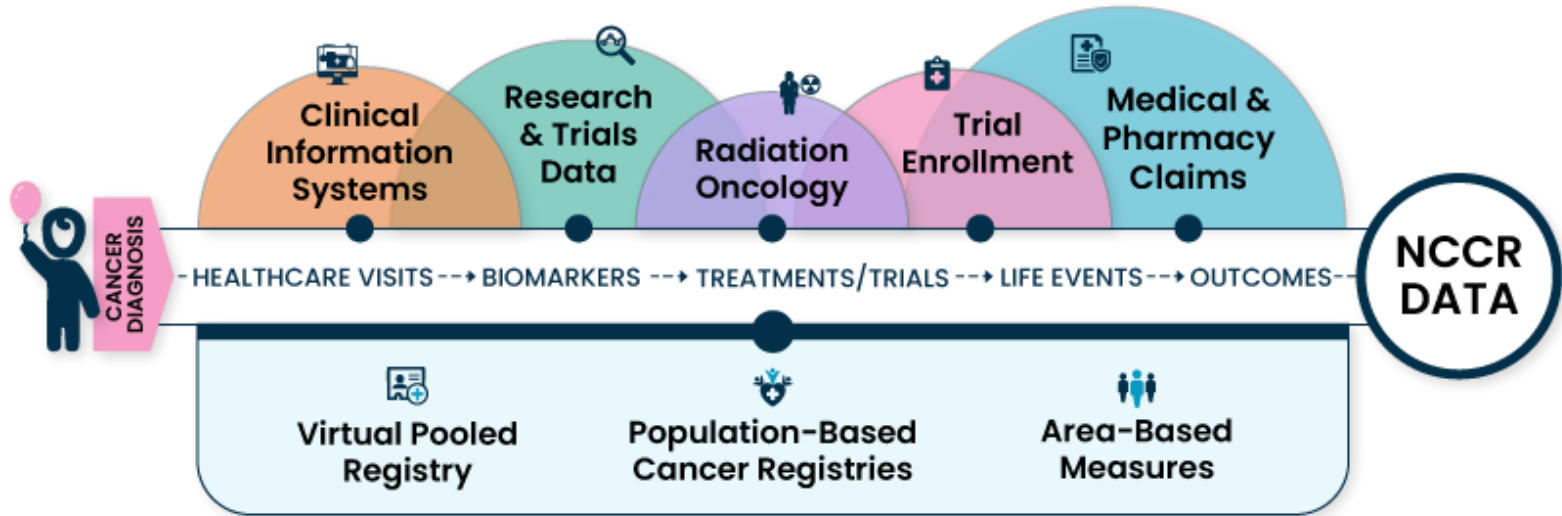 Clinical
Information
Systems
Research
& Trials
Data
Radiation
Oncology
Trial
Enrollment
Medical &
Pharmacy
Claims
CANCER
DIAGNOSIS
HEALTHCARE VISITS
BIOMARKERS
TREATMENTS/TRIALS
LIFE EVENTS
OUTCOMES
NCCR
DATA
Virtual Pooled
Registry
Population-Based
Cancer Registries
Area-Based
Measures